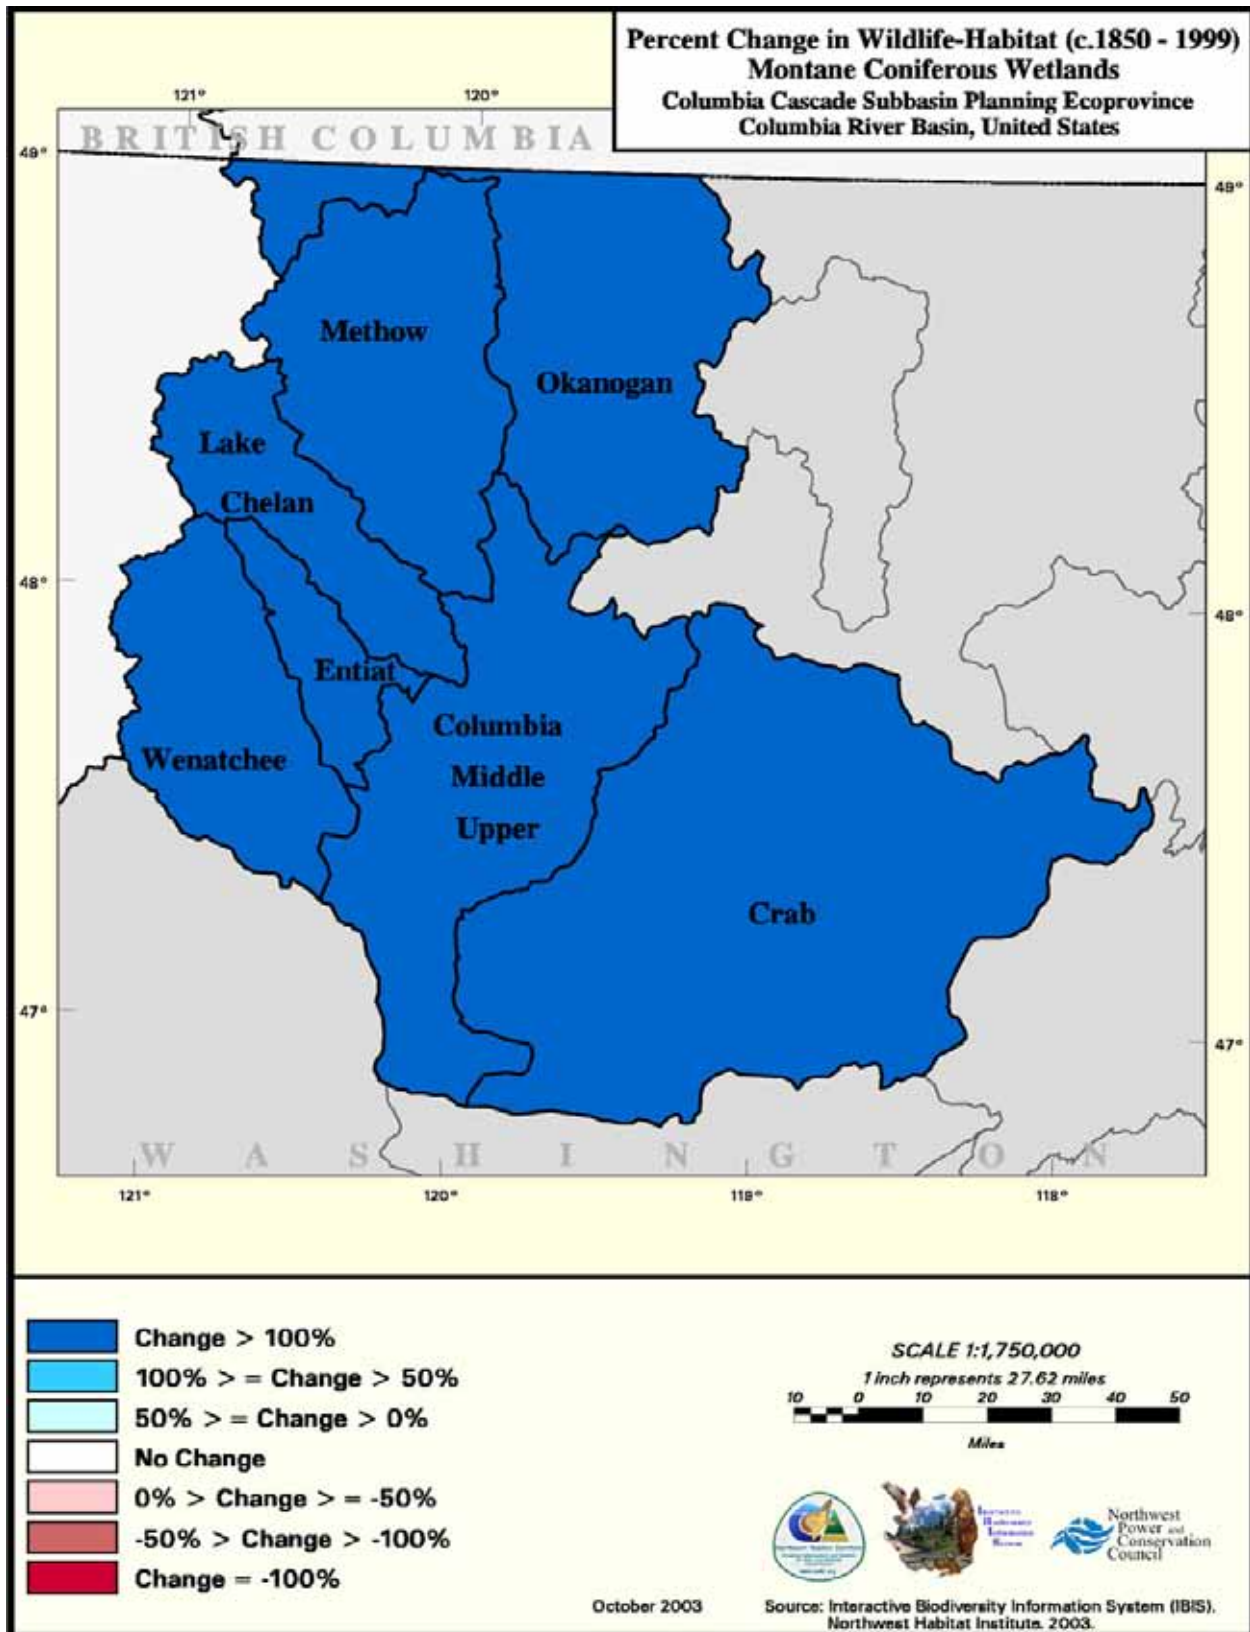 Percent Change in Wildlife-Habitat (c.1850 - 1999)
Montane Coniferous Wetlands
Columbia Cascade Subbasin Planning Ecoprovince
Columbia River Basin, United States
121° 120°
BRITISH COLUMBIA
49°
49°
Methow
Okanogan
Lake
Chelan
48°
48°
Entiat
Columbia
Middle
Upper
Wenatchee
Crab
47°
47°
WASHINGTON
121° 120° 119° 118°
Change > 100%
100% > = Change > 50%
50% > = Change > 0%
No Change
0% > Change > = -50%
-50% > Change > -100%
Change = -100%
SCALE 1:1,750,000
1 inch represents 27.62 miles
10 0 10 20 30 40 50
Miles
Northwest
Power and
Conservation
Council
October 2003
Source: Interactive Biodiversity Information System (IBIS).
Northwest Habitat Institute. 2003.